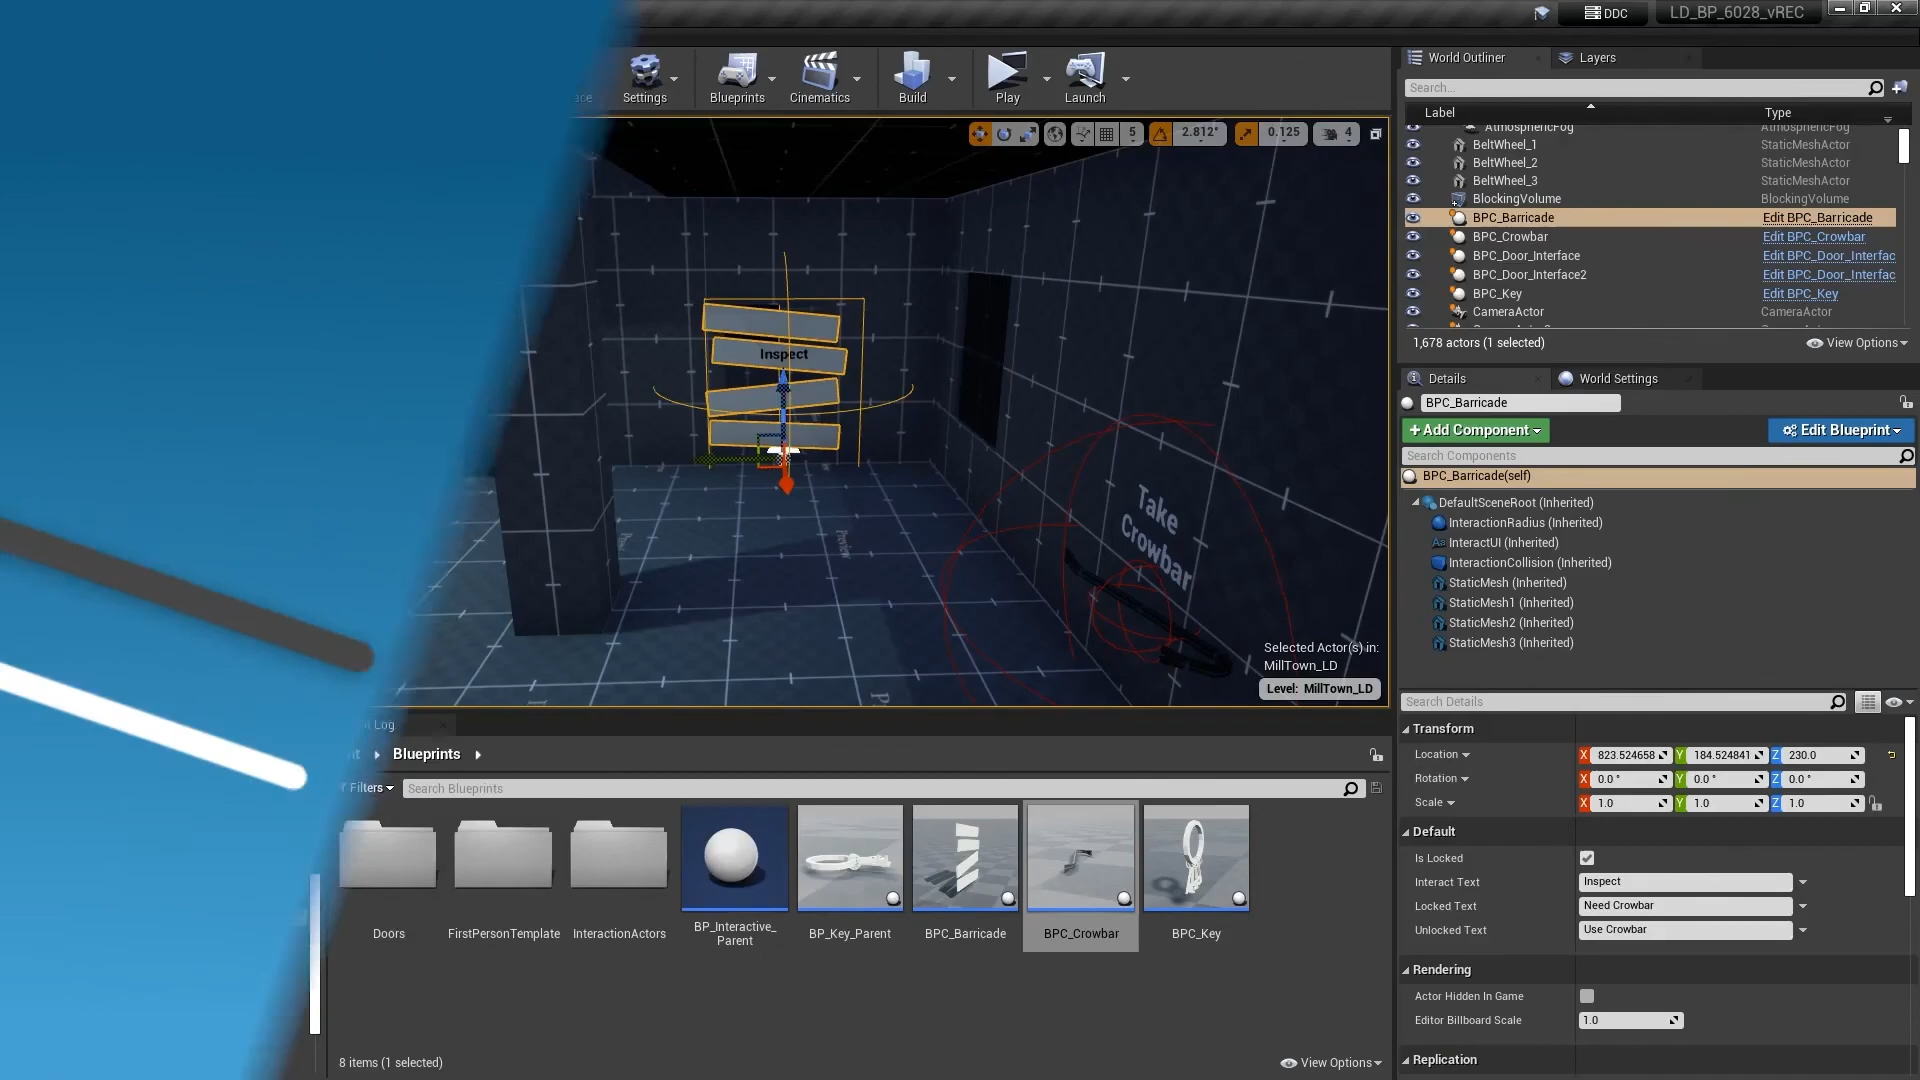 DDC
LD_BP_6028_vREC
Settings
Blueprints
Cinematics
Build
Play
Launch
World Outliner
Layers
Search...
Label
Type
5
2.812°
0.125
4
AtmosphericFog
AtmosphericFog
BeltWheel_1
StaticMeshActor
BeltWheel_2
StaticMeshActor
BeltWheel_3
StaticMeshActor
BlockingVolume
BlockingVolume
BPC_Barricade
Edit BPC_Barricade
BPC_Crowbar
Edit BPC_Crowbar
BPC_Door_Interface
Edit BPC_Door_Interfac
BPC_Door_Interface2
Edit BPC_Door_Interfac
BPC_Key
Edit BPC_Key
CameraActor
CameraActor
1,678 actors (1 selected)
View Options
Inspect
Take
Crowbar
Preview
Selected Actor(s) in:
MillTown_LD
Level: MillTown_LD
Details
World Settings
BPC_Barricade
+Add Component
Edit Blueprint
Search Components
BPC_Barricade(self)
DefaultSceneRoot (Inherited)
InteractionRadius (Inherited)
InteractUI (Inherited)
InteractionCollision (Inherited)
StaticMesh (Inherited)
StaticMesh1 (Inherited)
StaticMesh2 (Inherited)
StaticMesh3 (Inherited)
Search Details
Transform
Location
X 823.524658 Y 184.524841 Z 230.0
Rotation
X 0.0 ° Y 0.0 ° Z 0.0 °
Scale
X 1.0 Y 1.0 Z 1.0
Default
Is Locked
Interact Text
Inspect
Locked Text
Need Crowbar
Unlocked Text
Use Crowbar
Rendering
Actor Hidden In Game
Editor Billboard Scale
1.0
Replication
Log
Blueprints
Filters
Search Blueprints
Doors
FirstPersonTemplate
InteractionActors
BP_Interactive_
Parent
BP_Key_Parent
BPC_Barricade
BPC_Crowbar
BPC_Key
8 items (1 selected)
View Options